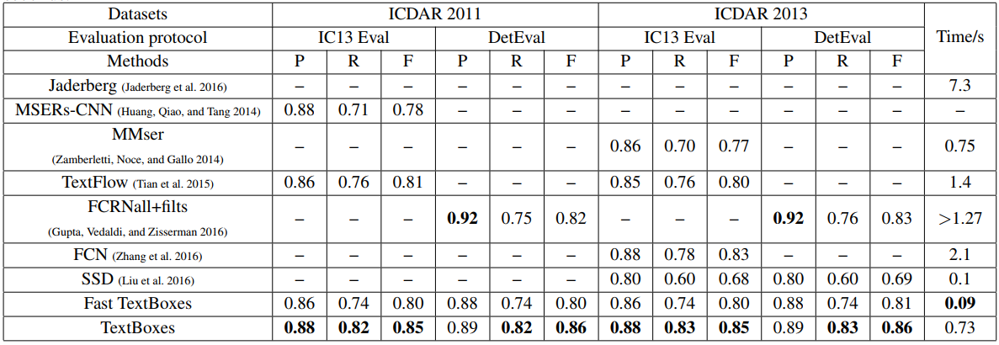 Datasets ICDAR 2011 ICDAR 2013 Time/s
Evaluation protocol IC13 Eval DetEval IC13 Eval DetEval
Methods P R F P R F P R F P R F
Jaderberg (Jaderberg et al. 2016) – – – – – – – – – – – – 7.3
MSERs-CNN (Huang, Qiao, and Tang 2014) 0.88 0.71 0.78 – – – – – – – – – –
MMser
(Zamberletti, Noce, and Gallo 2014) – – – – – – 0.86 0.70 0.77 – – – 0.75
TextFlow (Tian et al. 2015) 0.86 0.76 0.81 – – – 0.85 0.76 0.80 – – – 1.4
FCRNall+filts
(Gupta, Vedaldi, and Zisserman 2016) – – – 0.92 0.75 0.82 – – – 0.92 0.76 0.83 >1.27
FCN (Zhang et al. 2016) – – – – – – 0.88 0.78 0.83 – – – 2.1
SSD (Liu et al. 2016) – – – – – – 0.80 0.60 0.68 0.80 0.60 0.69 0.1
Fast TextBoxes 0.86 0.74 0.80 0.88 0.74 0.80 0.86 0.74 0.80 0.88 0.74 0.81 0.09
TextBoxes 0.88 0.82 0.85 0.89 0.82 0.86 0.88 0.83 0.85 0.89 0.83 0.86 0.73